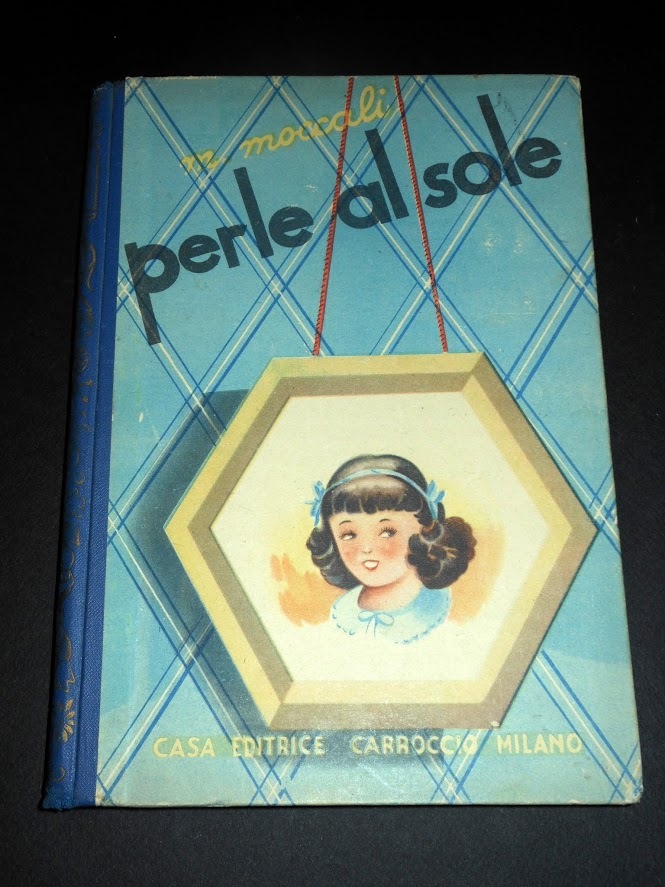 m. moccali
perle al sole
CASA EDITRICE CARROCCIO MILANO